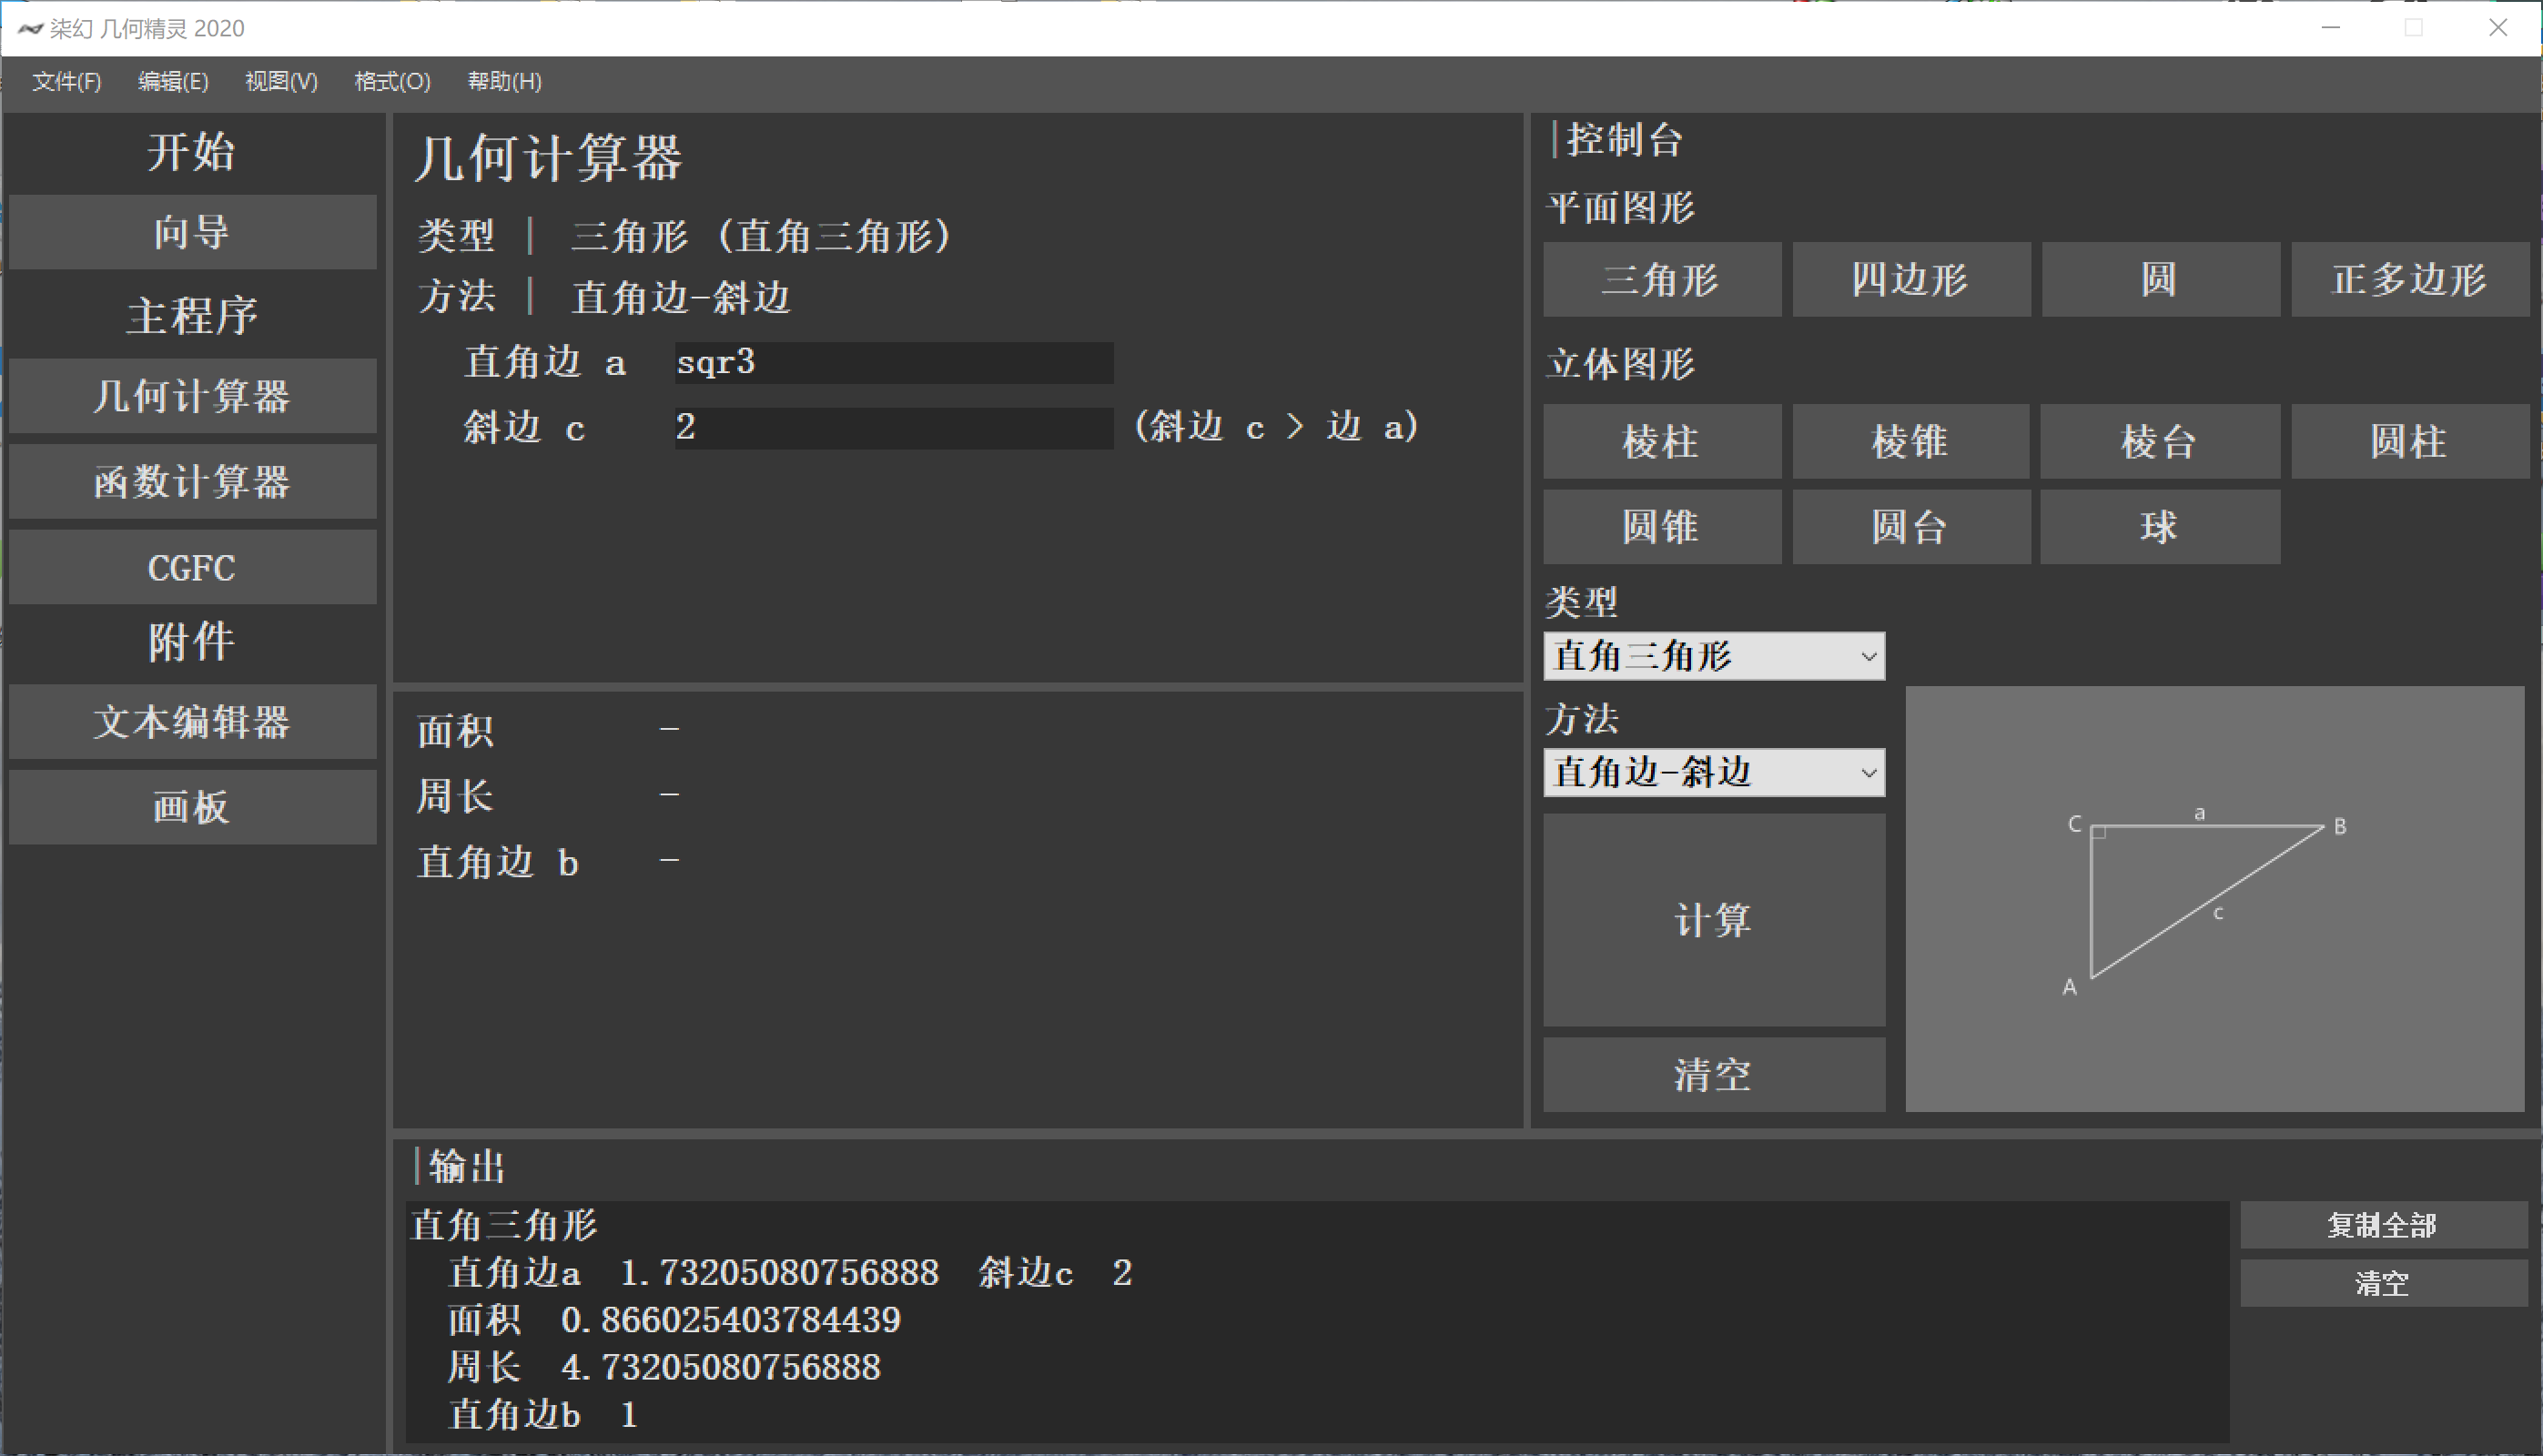 柒幻 几何精灵 2020
文件(F) 编辑(E) 视图(V) 格式(O) 帮助(H)
开始
向导
主程序
几何计算器
函数计算器
CGFC
附件
文本编辑器
画板
几何计算器
类型 | 三角形 (直角三角形)
方法 | 直角边-斜边
直角边 a sqr3
斜边 c 2 (斜边 c > 边 a)
面积 -
周长 -
直角边 b -
|控制台
平面图形
三角形 四边形 圆 正多边形
立体图形
棱柱 棱锥 棱台 圆柱
圆锥 圆台 球
类型
直角三角形
方法
直角边-斜边
计算
清空
C a B
c
A
|输出
直角三角形
直角边a 1.73205080756888 斜边c 2
面积 0.866025403784439
周长 4.73205080756888
直角边b 1
复制全部
清空